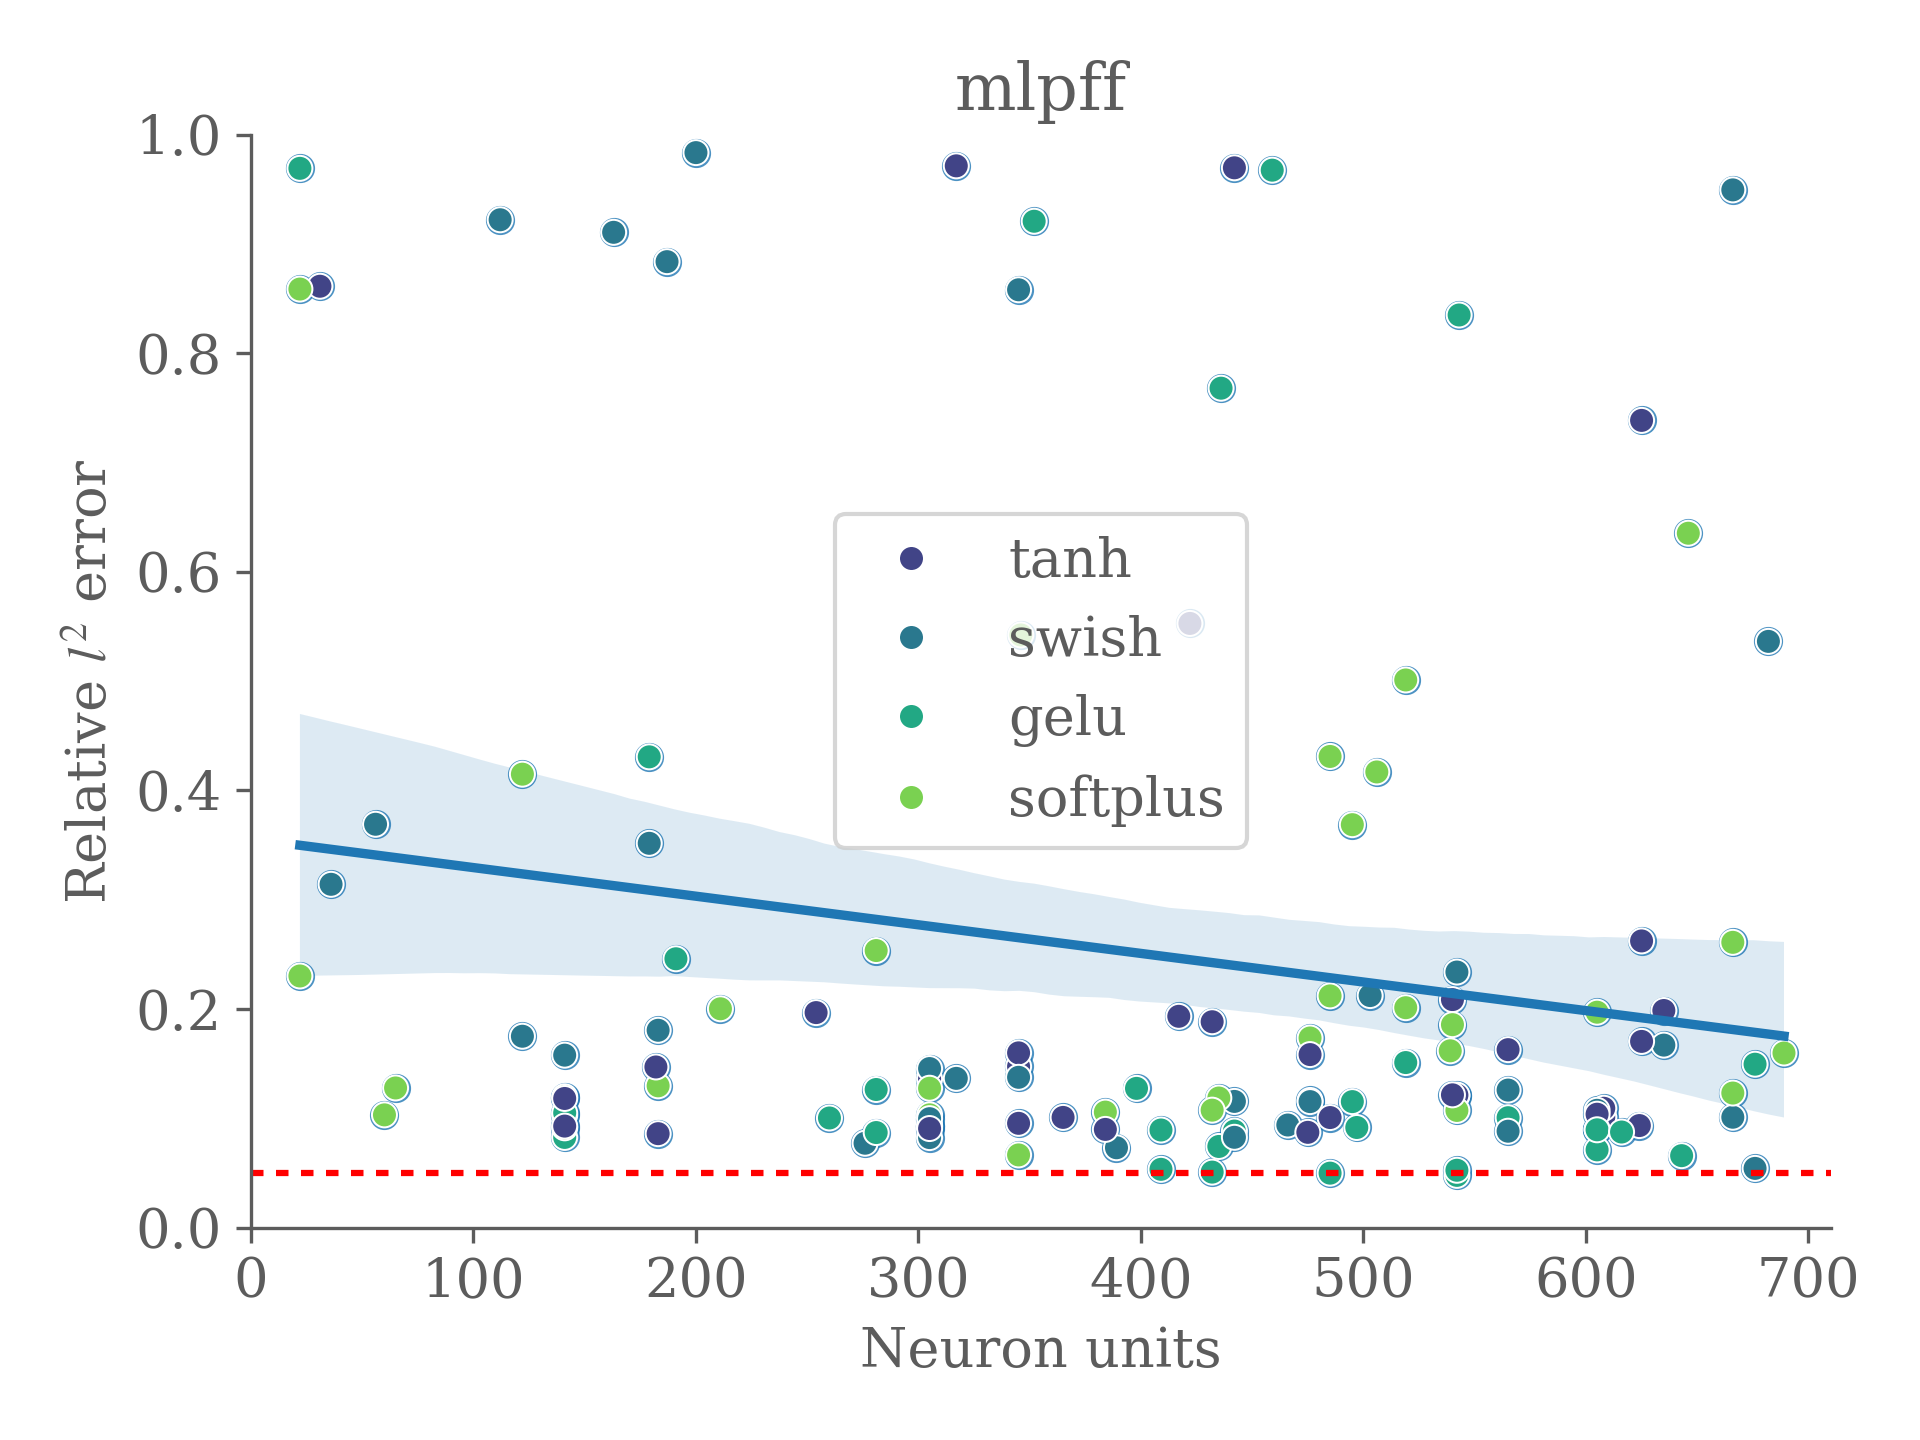 mlpff
1.0
0.8
0.6
0.4
0.2
0.0
Relative l² error
tanh
swish
gelu
softplus
0 100 200 300 400 500 600 700
Neuron units